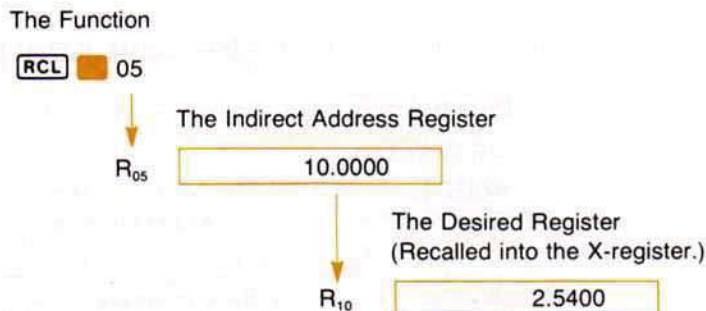 The Function
RCL 05
The Indirect Address Register
R₀₅ 10.0000
The Desired Register
(Recalled into the X-register.)
R₁₀ 2.5400